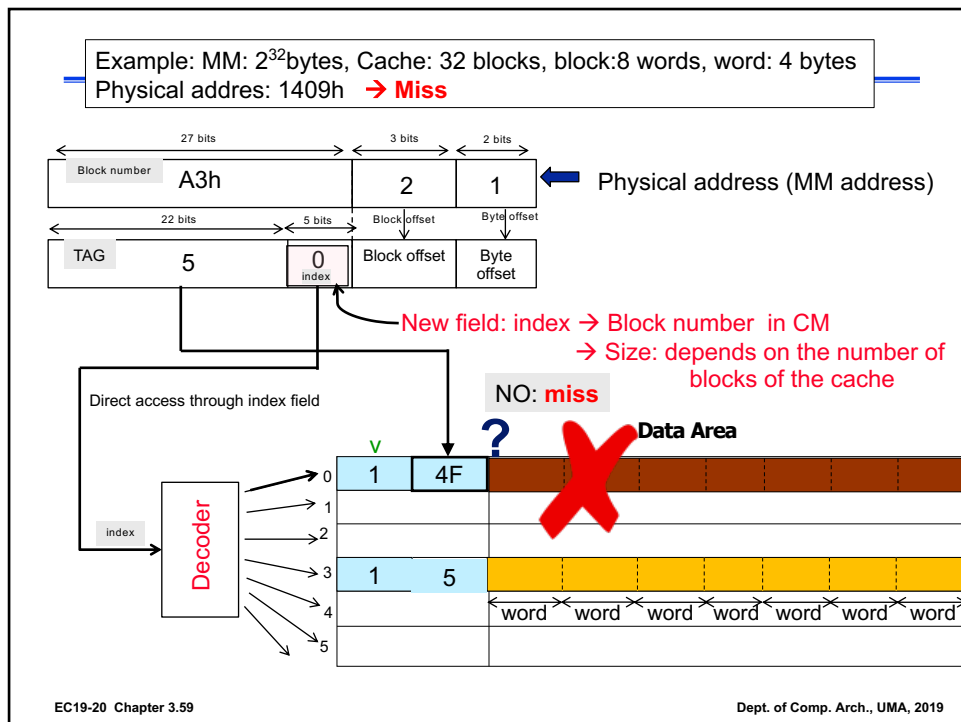 Example: MM: 2³²bytes, Cache: 32 blocks, block:8 words, word: 4 bytes
Physical addres: 1409h → Miss
27 bits 3 bits 2 bits
Block number A3h 2 1
Physical address (MM address)
22 bits 5 bits Block offset Byte offset
TAG 5 0 index Block offset Byte offset
New field: index → Block number in CM
→ Size: depends on the number of
blocks of the cache
NO: miss
Direct access through index field
? Data Area
v
0 1 4F
1
index
Decoder
2
3 1 5
4 word word word word word word word
5
EC19-20 Chapter 3.59 Dept. of Comp. Arch., UMA, 2019